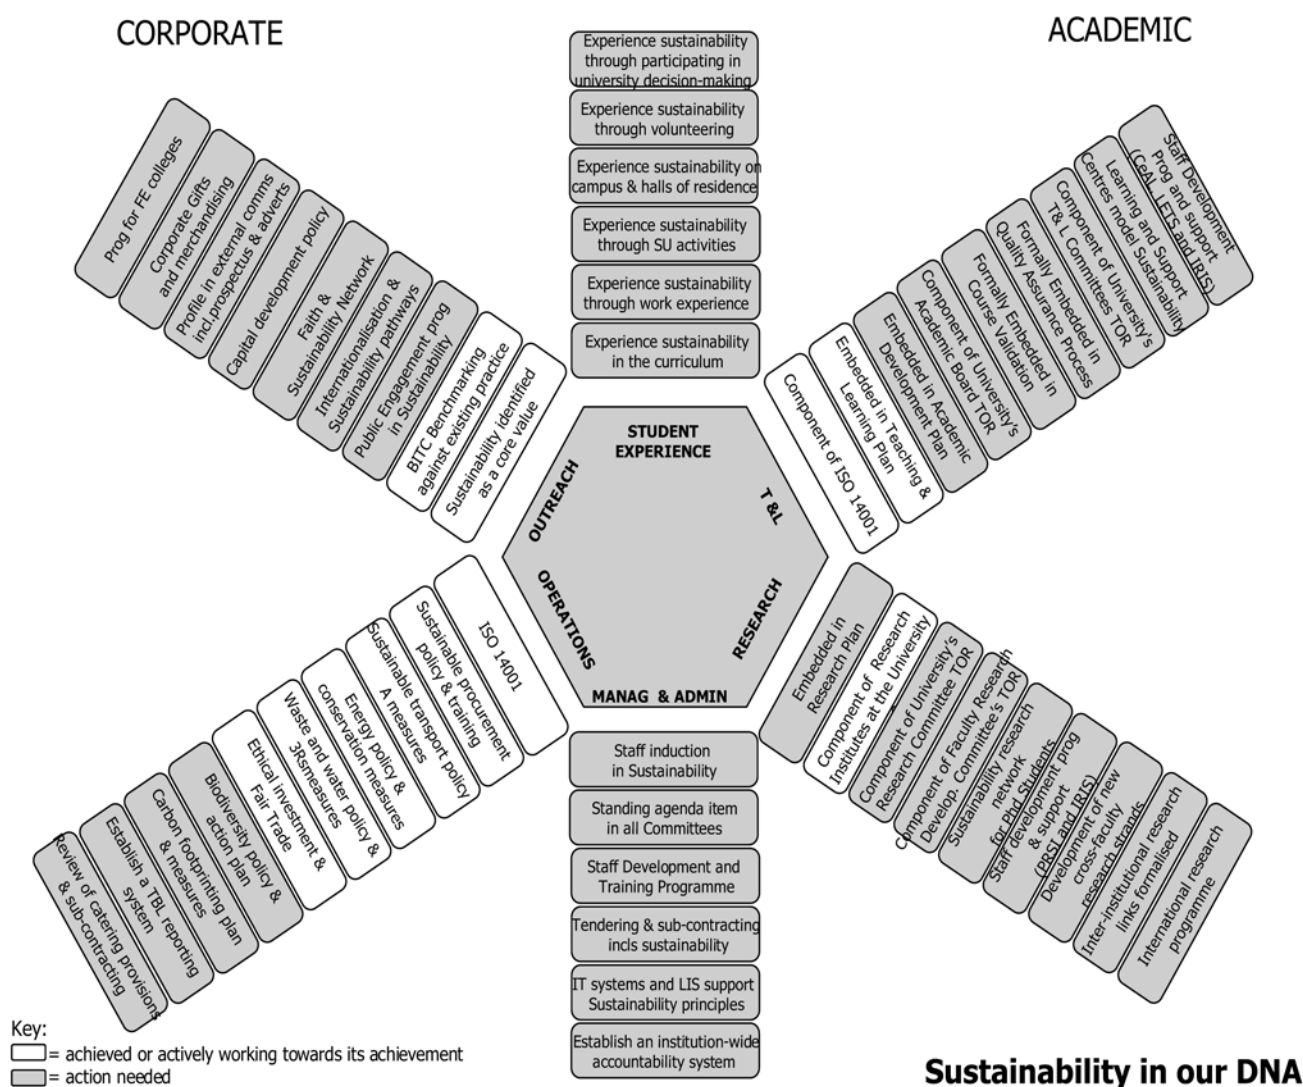 CORPORATE
ACADEMIC
Experience sustainability
through participating in
university decision-making
Experience sustainability
through volunteering
Experience sustainability on
campus & halls of residence
Experience sustainability
through SU activities
Experience sustainability
through work experience
Experience sustainability
in the curriculum
Prog for FE colleges
Corporate Gifts
and merchandising
Profile in external comms
incl.prospectus & adverts
Capital development policy
Faith &
Sustainability Network
Internationalisation &
Sustainability pathways
Public Engagement prog
in Sustainability
BITC Benchmarking
against existing practice
Sustainability identified
as a core value
Staff Development
Prog and support
(CeAL, LETS and IRIS)
Learning and Support
Centres model Sustainability
Component of University's
T& L Committees TOR
Formally Embedded in
Quality Assurance Process
Formally Embedded in
Course Validation
Component of University's
Academic Board TOR
Embedded in Academic
Development Plan
Embedded in Teaching &
Learning Plan
Component of ISO 14001
STUDENT
EXPERIENCE
OUTREACH
T &L
OPERATIONS
RESEARCH
MANAG & ADMIN
ISO 14001
Sustainable procurement
policy & training
Sustainable transport policy
A measures
Energy policy &
conservation measures
Waste and water policy &
3Rsmeasures
Ethical investment &
Fair Trade
Biodiversity policy &
action plan
Carbon footprinting plan
& measures
Establish a TBL reporting
system
Review of catering provisions
& sub-contracting
Embedded in
Research Plan
Component of Research
Institutes at the University
Component of University's
Research Committee TOR
Component of Faculty Research
Develop. Committee's TOR
Sustainability research
network
for Phd Students
Staff development prog
& support
(PRSI and IRIS)
Development of new
cross-faculty
research strands
Inter-institutional research
links formalised
International research
programme
Staff induction
in Sustainability
Standing agenda item
in all Committees
Staff Development and
Training Programme
Tendering & sub-contracting
incls sustainability
IT systems and LIS support
Sustainability principles
Establish an institution-wide
accountability system
Key:
= achieved or actively working towards its achievement
= action needed
Sustainability in our DNA